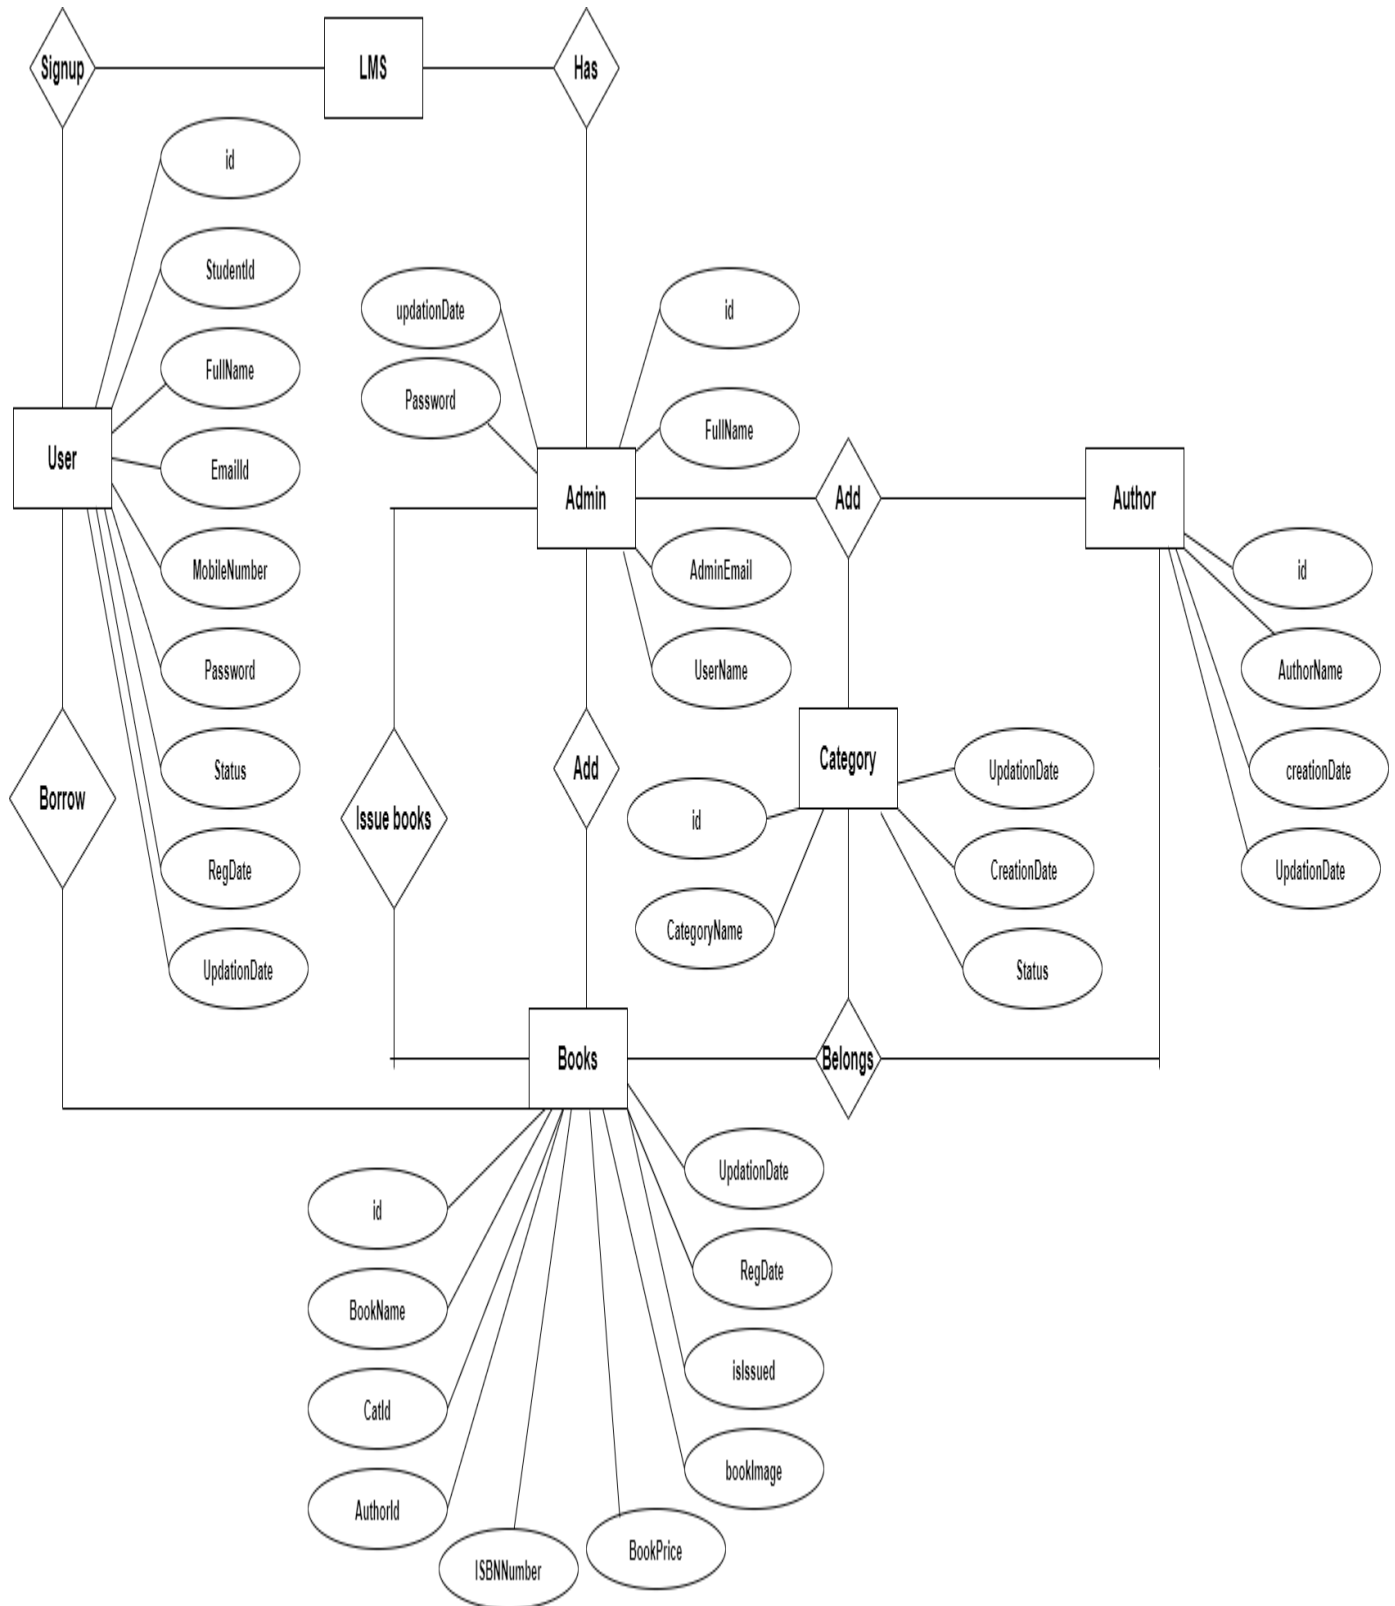 Signup
LMS
Has
id
StudentId
FullName
EmailId
MobileNumber
Password
Status
RegDate
UpdationDate
User
Borrow
updationDate
Password
id
FullName
Admin
AdminEmail
UserName
Add
Author
id
AuthorName
creationDate
UpdationDate
Issue books
Add
Category
id
CategoryName
UpdationDate
CreationDate
Status
Books
Belongs
id
BookName
CatId
AuthorId
ISBNNumber
BookPrice
bookImage
isIssued
RegDate
UpdationDate